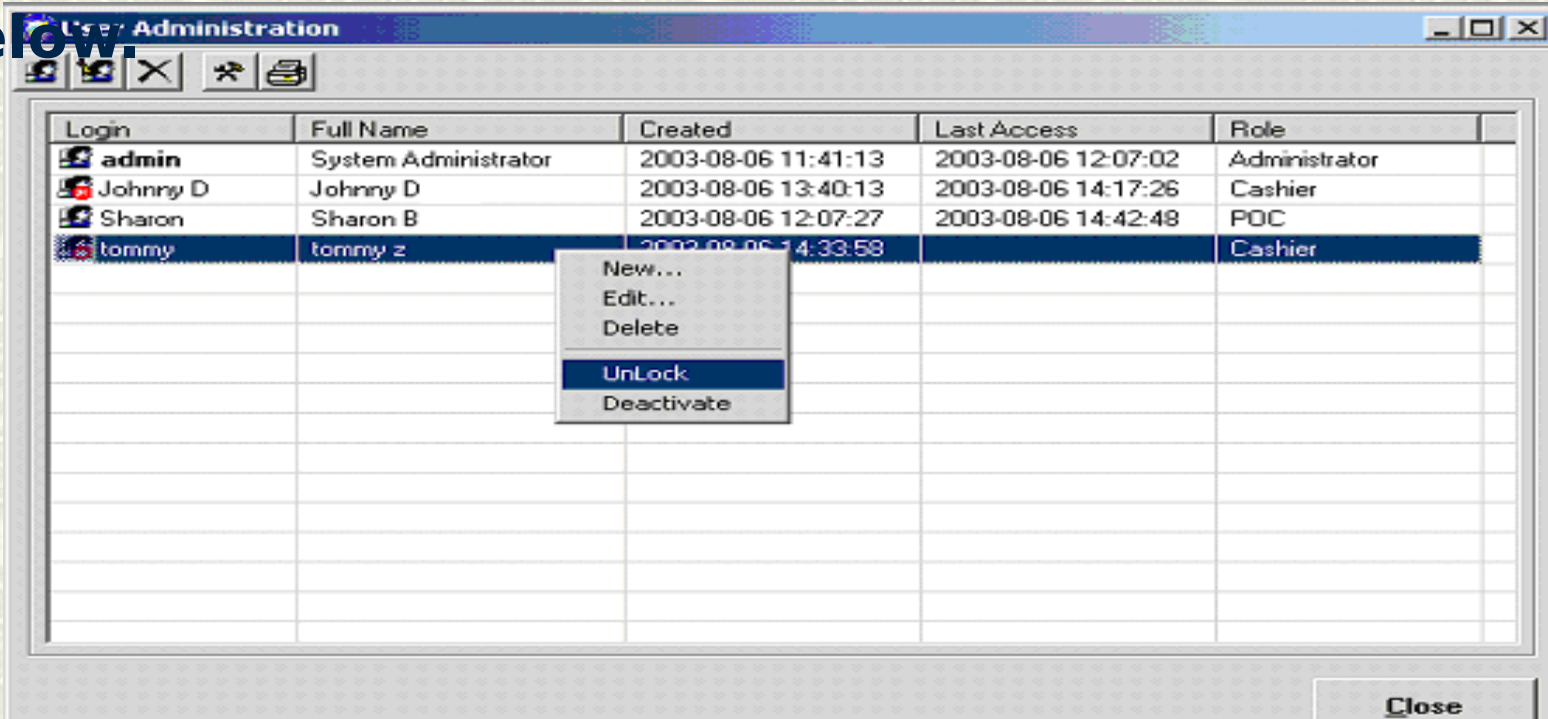 User Administration
elow.
Login Full Name Created Last Access Role
admin System Administrator 2003-08-06 11:41:13 2003-08-06 12:07:02 Administrator
Johnny D Johnny D 2003-08-06 13:40:13 2003-08-06 14:17:26 Cashier
Sharon Sharon B 2003-08-06 12:07:27 2003-08-06 14:42:48 POC
tommy tommy z 2003-08-06 14:33:58 Cashier
New...
Edit...
Delete
UnLock
Deactivate
Close